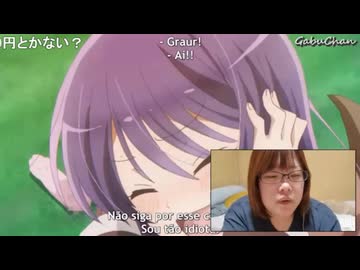 円とかない？
- Graur!
- Ai!!
GabuChan
Não siga por esse c
Sou tão idiot